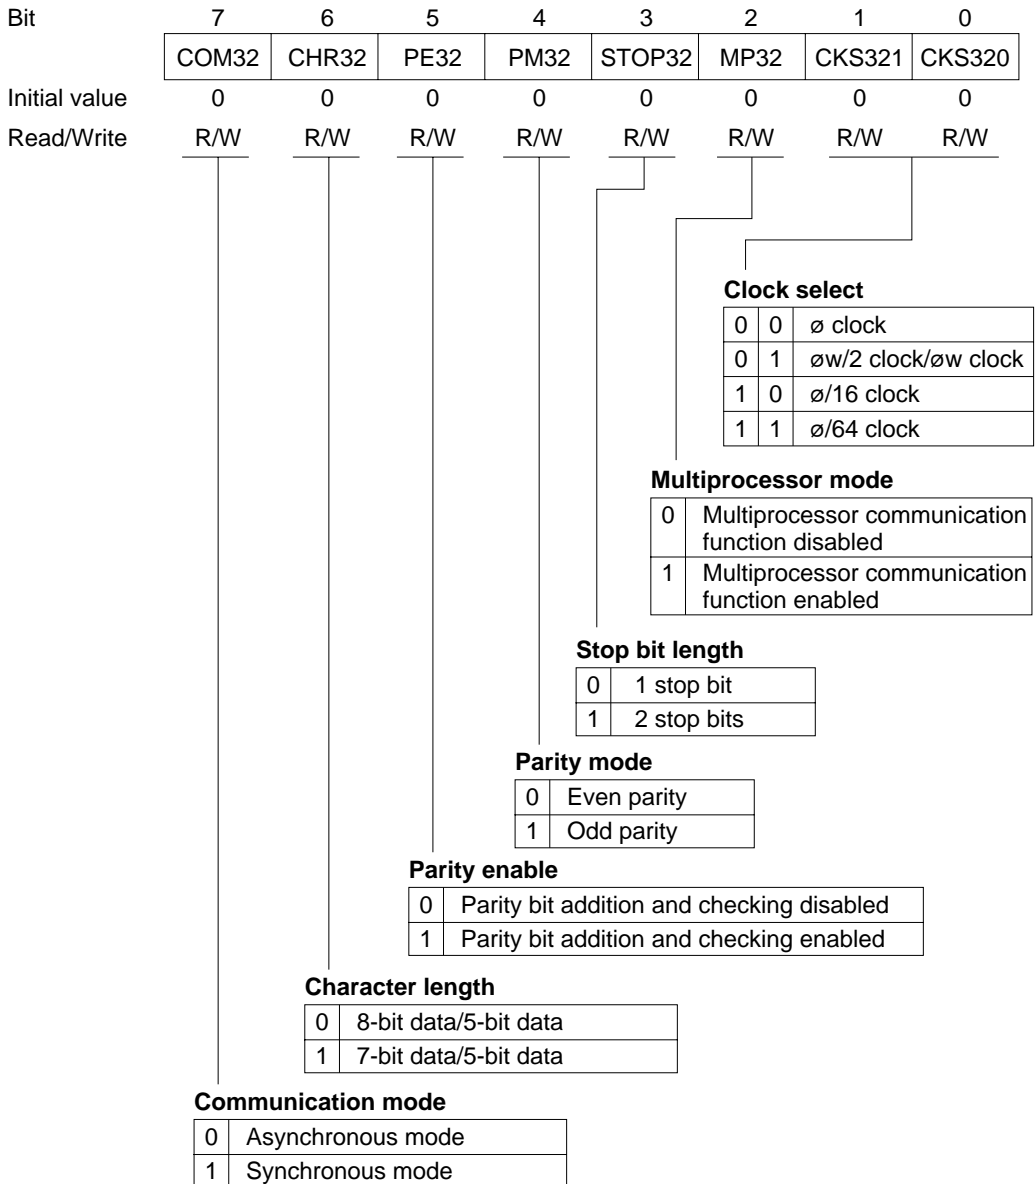 Bit 7 6 5 4 3 2 1 0
COM32 CHR32 PE32 PM32 STOP32 MP32 CKS321 CKS320
Initial value 0 0 0 0 0 0 0 0
Read/Write R/W R/W R/W R/W R/W R/W R/W R/W
Clock select
0 0 ø clock
0 1 øw/2 clock/øw clock
1 0 ø/16 clock
1 1 ø/64 clock
Multiprocessor mode
0 Multiprocessor communication
function disabled
1 Multiprocessor communication
function enabled
Stop bit length
0 1 stop bit
1 2 stop bits
Parity mode
0 Even parity
1 Odd parity
Parity enable
0 Parity bit addition and checking disabled
1 Parity bit addition and checking enabled
Character length
0 8-bit data/5-bit data
1 7-bit data/5-bit data
Communication mode
0 Asynchronous mode
1 Synchronous mode